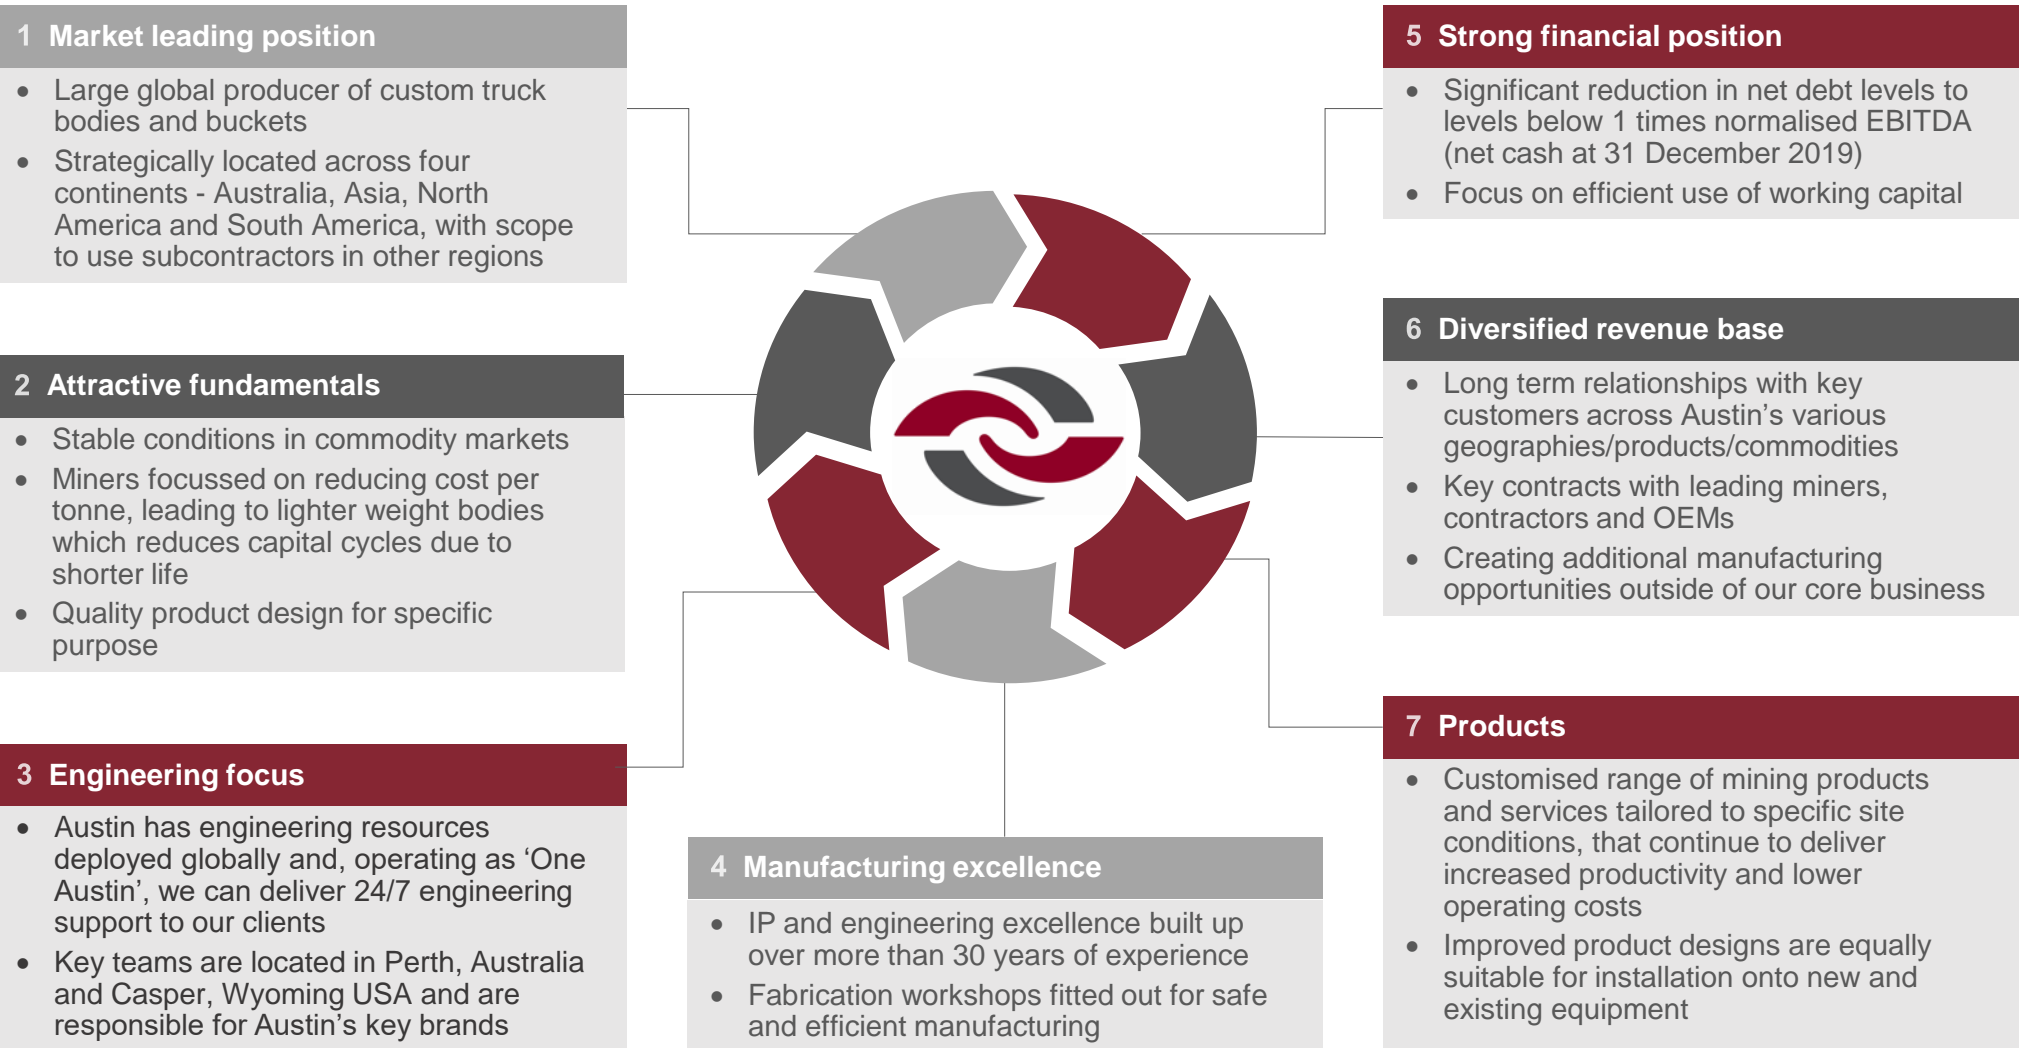 1 Market leading position
• Large global producer of custom truck
bodies and buckets
• Strategically located across four
continents - Australia, Asia, North
America and South America, with scope
to use subcontractors in other regions
2 Attractive fundamentals
• Stable conditions in commodity markets
• Miners focussed on reducing cost per
tonne, leading to lighter weight bodies
which reduces capital cycles due to
shorter life
• Quality product design for specific
purpose
3 Engineering focus
• Austin has engineering resources
deployed globally and, operating as ‘One
Austin’, we can deliver 24/7 engineering
support to our clients
• Key teams are located in Perth, Australia
and Casper, Wyoming USA and are
responsible for Austin’s key brands
4 Manufacturing excellence
• IP and engineering excellence built up
over more than 30 years of experience
• Fabrication workshops fitted out for safe
and efficient manufacturing
5 Strong financial position
• Significant reduction in net debt levels to
levels below 1 times normalised EBITDA
(net cash at 31 December 2019)
• Focus on efficient use of working capital
6 Diversified revenue base
• Long term relationships with key
customers across Austin’s various
geographies/products/commodities
• Key contracts with leading miners,
contractors and OEMs
• Creating additional manufacturing
opportunities outside of our core business
7 Products
• Customised range of mining products
and services tailored to specific site
conditions, that continue to deliver
increased productivity and lower
operating costs
• Improved product designs are equally
suitable for installation onto new and
existing equipment